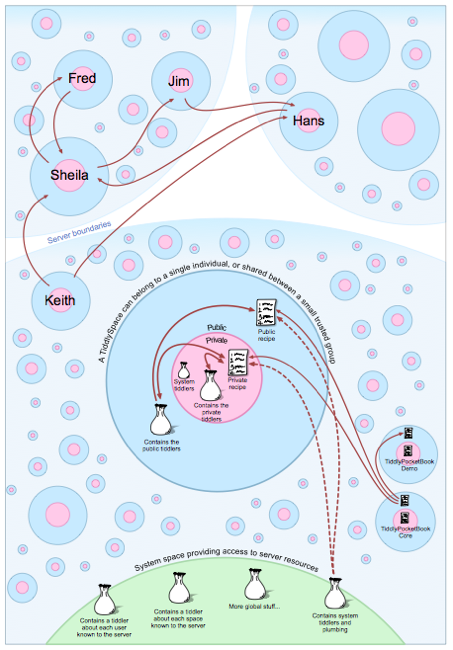 Fred
Jim
Hans
Sheila
Server boundaries
Keith
A TiddlySpace can belong to a single individual, or shared between a small trusted group
Public
Private
Public
recipe
System
tiddlers
Private
recipe
Contains the
private
tiddlers
Contains the
public tiddlers
TiddlyPocketBook
Demo
TiddlyPocketBook
Core
System space providing access to server resources
Contains a tiddler
about each user
known to the server
Contains a tiddler
about each space
known to the server
More global stuff...
Contains system
tiddlers and
plumbing